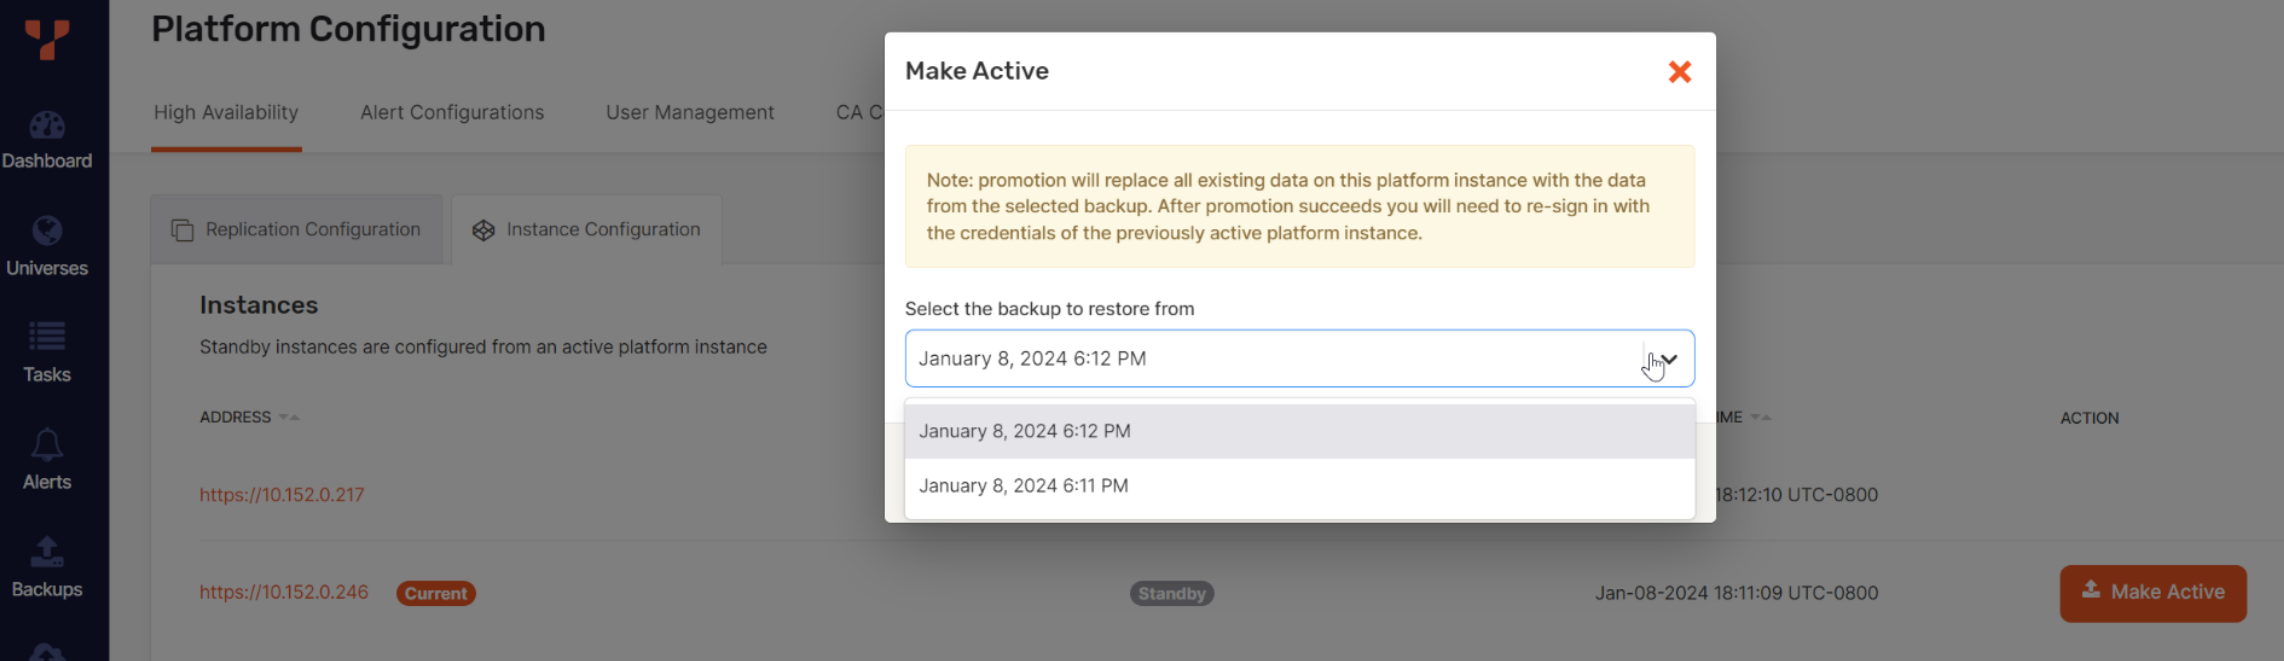 Platform Configuration
High Availability
Alert Configurations
User Management
CA C
Dashboard
Universes
Tasks
Alerts
Backups
Replication Configuration
Instance Configuration
Instances
Standby instances are configured from an active platform instance
ADDRESS
IME
ACTION
https://10.152.0.217
18:12:10 UTC-0800
https://10.152.0.246 Current
Standby
Jan-08-2024 18:11:09 UTC-0800
Make Active
Make Active
Note: promotion will replace all existing data on this platform instance with the data
from the selected backup. After promotion succeeds you will need to re-sign in with
the credentials of the previously active platform instance.
Select the backup to restore from
January 8, 2024 6:12 PM
January 8, 2024 6:12 PM
January 8, 2024 6:11 PM